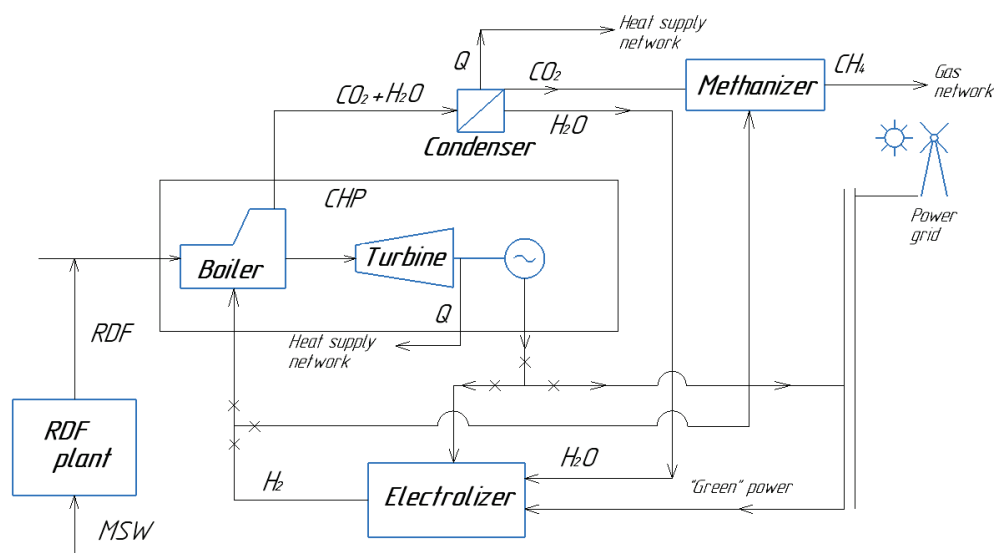 Heat supply
network
Q
CO₂
CH₄
Methanizer
Gas
network
CO₂ + H₂O
H₂O
Condenser
CHP
Power
grid
Boiler
Turbine
~
Q
Heat supply
network
RDF
RDF
plant
H₂O
H₂
Electrolizer
"Green" power
MSW